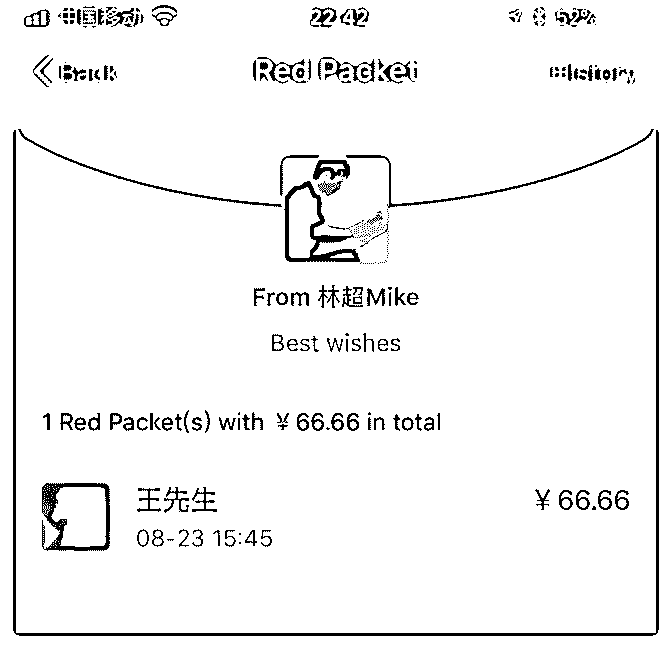 中国移动 22:42 52%
Back Red Packet History
From 林超Mike
Best wishes
1 Red Packet(s) with ¥ 66.66 in total
王先生 ¥ 66.66
08-23 15:45